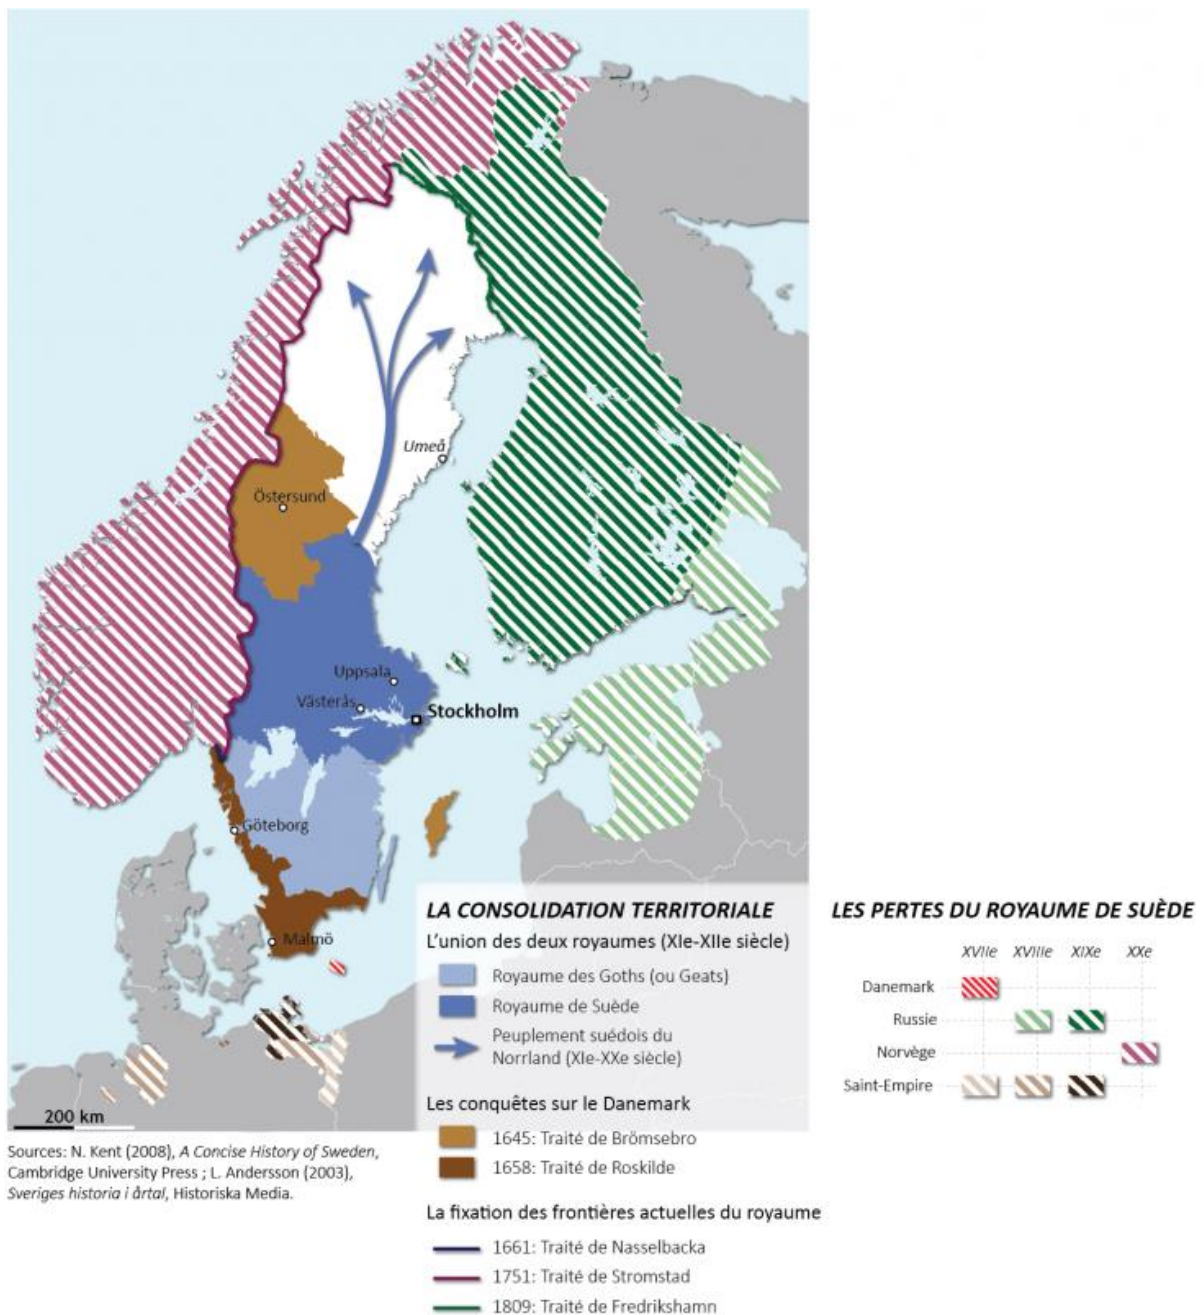 Umeå
Östersund
Uppsala
Västerås
Stockholm
Göteborg
Malmö
200 km
Sources: N. Kent (2008), A Concise History of Sweden,
Cambridge University Press ; L. Andersson (2003),
Sveriges historia i årtal, Historiska Media.
LA CONSOLIDATION TERRITORIALE
L'union des deux royaumes (XIe-XIIe siècle)
Royaume des Goths (ou Geats)
Royaume de Suède
Peuplement suédois du
Norrland (XIe-XXe siècle)
Les conquêtes sur le Danemark
1645: Traité de Brömsebro
1658: Traité de Roskilde
La fixation des frontières actuelles du royaume
1661: Traité de Nasselbacka
1751: Traité de Stromstad
1809: Traité de Fredrikshamn
LES PERTES DU ROYAUME DE SUÈDE
XVIIe XVIIIe XIXe XXe
Danemark
Russie
Norvège
Saint-Empire